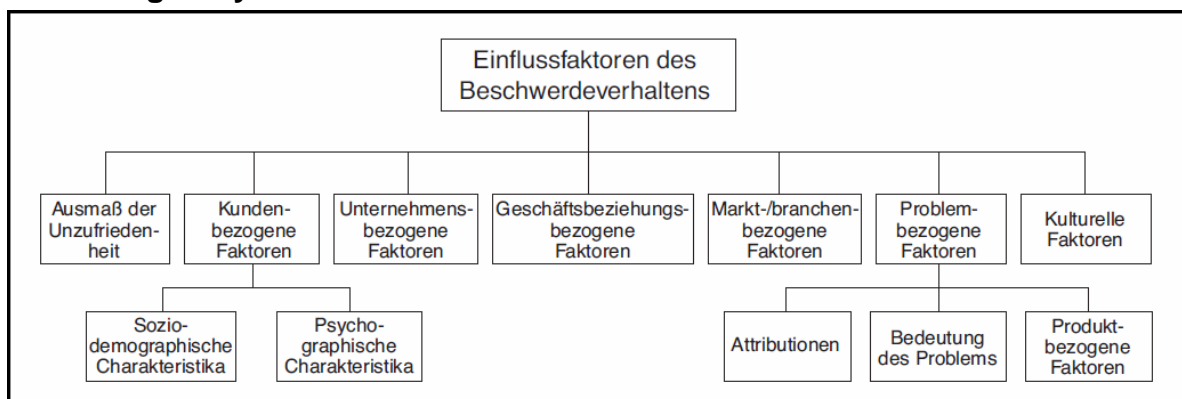 Einflussfaktoren des
Beschwerdeverhaltens
Ausmaß der
Unzufrieden-
heit
Kunden-
bezogene
Faktoren
Unternehmens-
bezogene
Faktoren
Geschäftsbeziehungs-
bezogene
Faktoren
Markt-/branchen-
bezogene
Faktoren
Problem-
bezogene
Faktoren
Kulturelle
Faktoren
Sozio-
demographische
Charakteristika
Psycho-
graphische
Charakteristika
Attributionen
Bedeutung
des Problems
Produkt-
bezogene
Faktoren